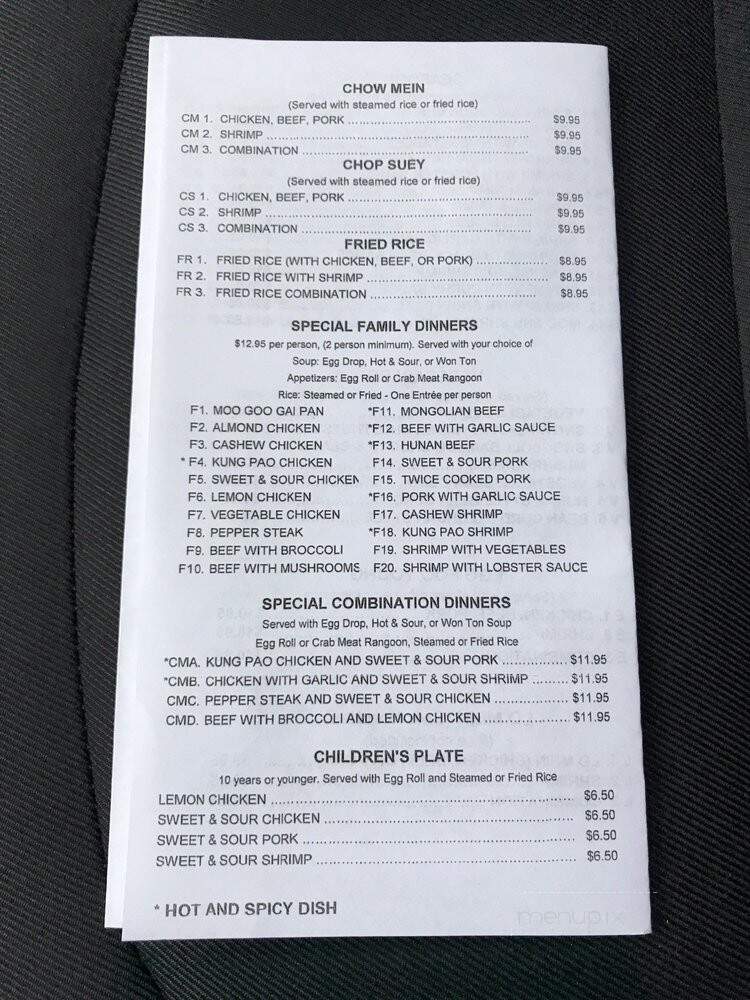 CHOW MEIN
(Served with steamed rice or fried rice)
CM 1. CHICKEN, BEEF, PORK ........................................ $9.95
CM 2. SHRIMP ........................................ $9.95
CM 3. COMBINATION ........................................ $9.95
CHOP SUEY
(Served with steamed rice or fried rice)
CS 1. CHICKEN, BEEF, PORK ........................................ $9.95
CS 2. SHRIMP ........................................ $9.95
CS 3. COMBINATION ........................................ $9.95
FRIED RICE
FR 1. FRIED RICE (WITH CHICKEN, BEEF, OR PORK) .................. $8.95
FR 2. FRIED RICE WITH SHRIMP ........................................ $8.95
FR 3. FRIED RICE COMBINATION ........................................ $8.95
SPECIAL FAMILY DINNERS
$12.95 per person, (2 person minimum). Served with your choice of
Soup: Egg Drop, Hot & Sour, or Won Ton
Appetizers: Egg Roll or Crab Meat Rangoon
Rice: Steamed or Fried - One Entrée per person
F1. MOO GOO GAI PAN *F11. MONGOLIAN BEEF
F2. ALMOND CHICKEN *F12. BEEF WITH GARLIC SAUCE
F3. CASHEW CHICKEN *F13. HUNAN BEEF
* F4. KUNG PAO CHICKEN F14. SWEET & SOUR PORK
F5. SWEET & SOUR CHICKEN F15. TWICE COOKED PORK
F6. LEMON CHICKEN *F16. PORK WITH GARLIC SAUCE
F7. VEGETABLE CHICKEN F17. CASHEW SHRIMP
F8. PEPPER STEAK *F18. KUNG PAO SHRIMP
F9. BEEF WITH BROCCOLI F19. SHRIMP WITH VEGETABLES
F10. BEEF WITH MUSHROOMS F20. SHRIMP WITH LOBSTER SAUCE
SPECIAL COMBINATION DINNERS
Served with Egg Drop, Hot & Sour, or Won Ton Soup
Egg Roll or Crab Meat Rangoon, Steamed or Fried Rice
*CMA. KUNG PAO CHICKEN AND SWEET & SOUR PORK ................ $11.95
*CMB. CHICKEN WITH GARLIC AND SWEET & SOUR SHRIMP ......... $11.95
CMC. PEPPER STEAK AND SWEET & SOUR CHICKEN .................. $11.95
CMD. BEEF WITH BROCCOLI AND LEMON CHICKEN .................... $11.95
CHILDREN'S PLATE
10 years or younger. Served with Egg Roll and Steamed or Fried Rice
LEMON CHICKEN ........................................ $6.50
SWEET & SOUR CHICKEN ........................................ $6.50
SWEET & SOUR PORK ........................................ $6.50
SWEET & SOUR SHRIMP ........................................ $6.50
* HOT AND SPICY DISH
menupix